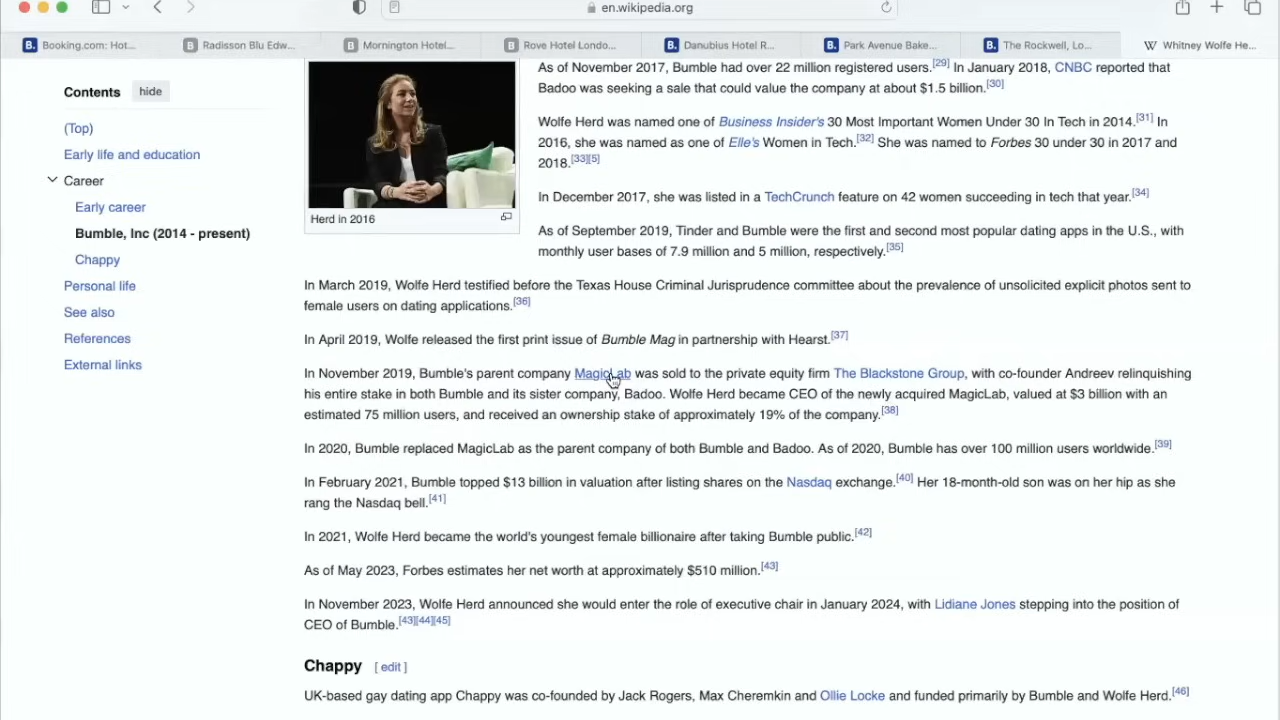 en.wikipedia.org
Booking.com: Hot...
Radisson Blu Edw...
Mornington Hotel...
Rove Hotel Londo...
Danubius Hotel R...
Park Avenue Bake...
The Rockwell, Lo...
Whitney Wolfe He...
Contents hide
(Top)
Early life and education
Career
Early career
Bumble, Inc (2014 - present)
Chappy
Personal life
See also
References
External links
Herd in 2016
As of November 2017, Bumble had over 22 million registered users.[29] In January 2018, CNBC reported that
Badoo was seeking a sale that could value the company at about $1.5 billion.[30]
Wolfe Herd was named one of Business Insider's 30 Most Important Women Under 30 In Tech in 2014.[31] In
2016, she was named as one of Elle's Women in Tech.[32] She was named to Forbes 30 under 30 in 2017 and
2018.[33][5]
In December 2017, she was listed in a TechCrunch feature on 42 women succeeding in tech that year.[34]
As of September 2019, Tinder and Bumble were the first and second most popular dating apps in the U.S., with
monthly user bases of 7.9 million and 5 million, respectively.[35]
In March 2019, Wolfe Herd testified before the Texas House Criminal Jurisprudence committee about the prevalence of unsolicited explicit photos sent to
female users on dating applications.[36]
In April 2019, Wolfe released the first print issue of Bumble Mag in partnership with Hearst.[37]
In November 2019, Bumble's parent company MagicLab was sold to the private equity firm The Blackstone Group, with co-founder Andreev relinquishing
his entire stake in both Bumble and its sister company, Badoo. Wolfe Herd became CEO of the newly acquired MagicLab, valued at $3 billion with an
estimated 75 million users, and received an ownership stake of approximately 19% of the company.[38]
In 2020, Bumble replaced MagicLab as the parent company of both Bumble and Badoo. As of 2020, Bumble has over 100 million users worldwide.[39]
In February 2021, Bumble topped $13 billion in valuation after listing shares on the Nasdaq exchange.[40] Her 18-month-old son was on her hip as she
rang the Nasdaq bell.[41]
In 2021, Wolfe Herd became the world's youngest female billionaire after taking Bumble public.[42]
As of May 2023, Forbes estimates her net worth at approximately $510 million.[43]
In November 2023, Wolfe Herd announced she would enter the role of executive chair in January 2024, with Lidiane Jones stepping into the position of
CEO of Bumble.[43][44][45]
Chappy [ edit ]
UK-based gay dating app Chappy was co-founded by Jack Rogers, Max Cheremkin and Ollie Locke and funded primarily by Bumble and Wolfe Herd.[46]